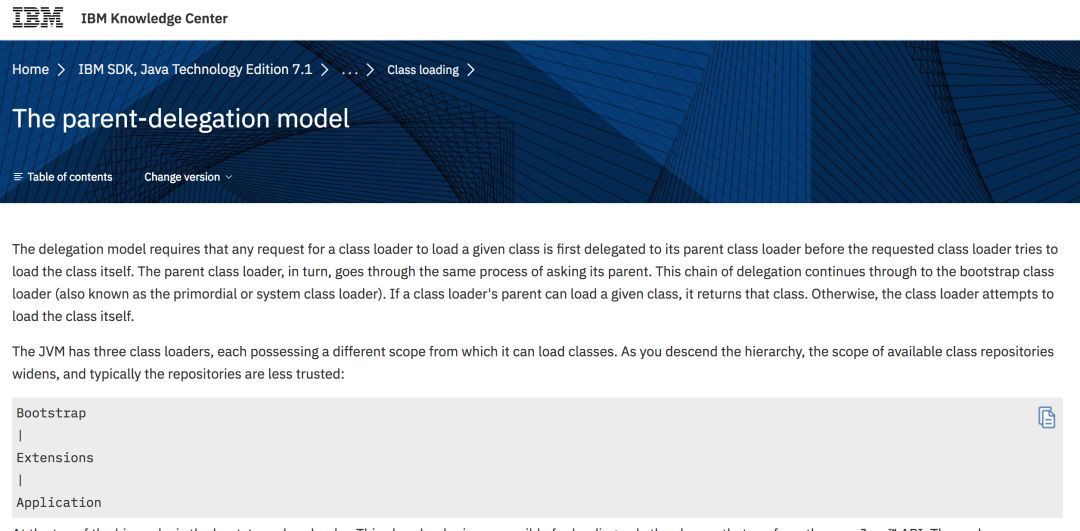 IBM IBM Knowledge Center
Home > IBM SDK, Java Technology Edition 7.1 > ... > Class loading >
The parent-delegation model
Table of contents Change version
The delegation model requires that any request for a class loader to load a given class is first delegated to its parent class loader before the requested class loader tries to
load the class itself. The parent class loader, in turn, goes through the same process of asking its parent. This chain of delegation continues through to the bootstrap class
loader (also known as the primordial or system class loader). If a class loader's parent can load a given class, it returns that class. Otherwise, the class loader attempts to
load the class itself.
The JVM has three class loaders, each possessing a different scope from which it can load classes. As you descend the hierarchy, the scope of available class repositories
widens, and typically the repositories are less trusted:
Bootstrap
|
Extensions
|
Application